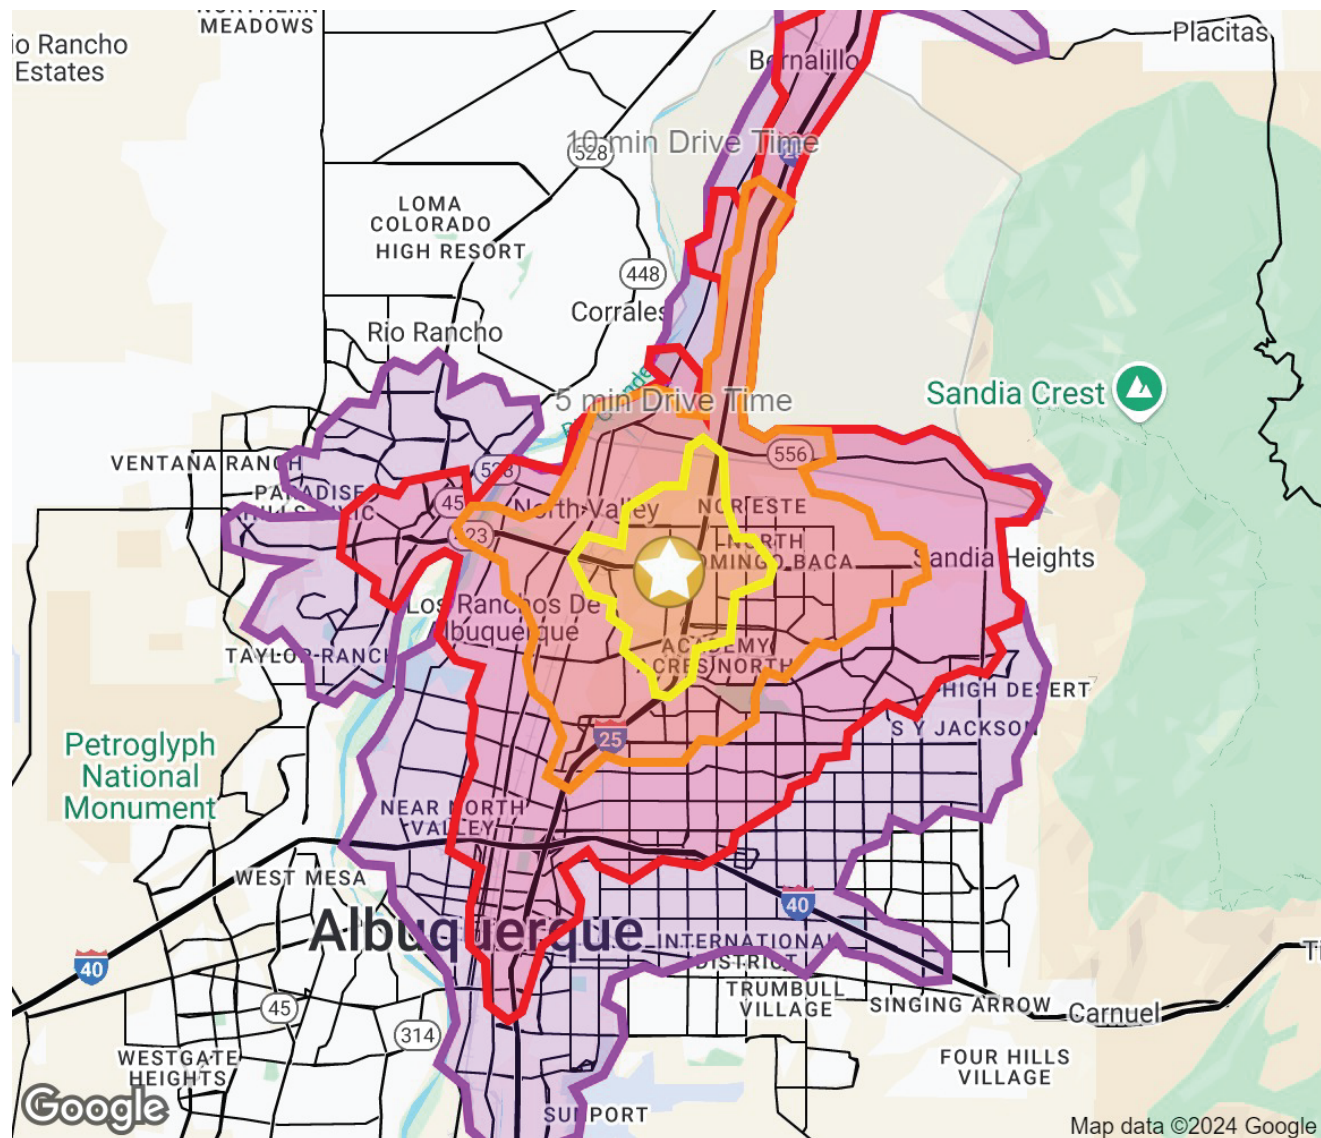 MEADOWS
io Rancho
Estates
Placitas
Bernalillo
10 min Drive Time
528
LOMA
COLORADO
HIGH RESORT
448
Corrales
Rio Rancho
Sandia Crest
5 min Drive Time
556
VENTANA RANCH
528
PARADISE
45
North Valley
NOR ESTE
423
NORTH
DOMINGO BACA
Sandia Heights
Los Ranchos De
Albuquerque
ACADEMY
ACRES NORTH
TAYLOR RANCH
HIGH DESERT
S Y JACKSON
25
Petroglyph
National
Monument
NEAR NORTH
VALLEY
WEST MESA
40
Albuquerque
INTERNATIONAL
DISTRICT
40
TRUMBULL
VILLAGE
SINGING ARROW
Carnuel
Ti
45
314
WESTGATE
HEIGHTS
FOUR HILLS
VILLAGE
SUNPORT
Google
Map data ©2024 Google